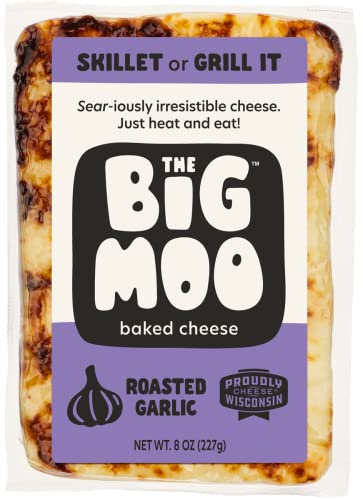 SKILLET or GRILL IT
Sear-iously irresistible cheese.
Just heat and eat!
THE™
BiG
MOO
baked cheese
ROASTED
GARLIC
PROUDLY
CHEESE®
WISCONSIN
NET WT. 8 OZ (227g)